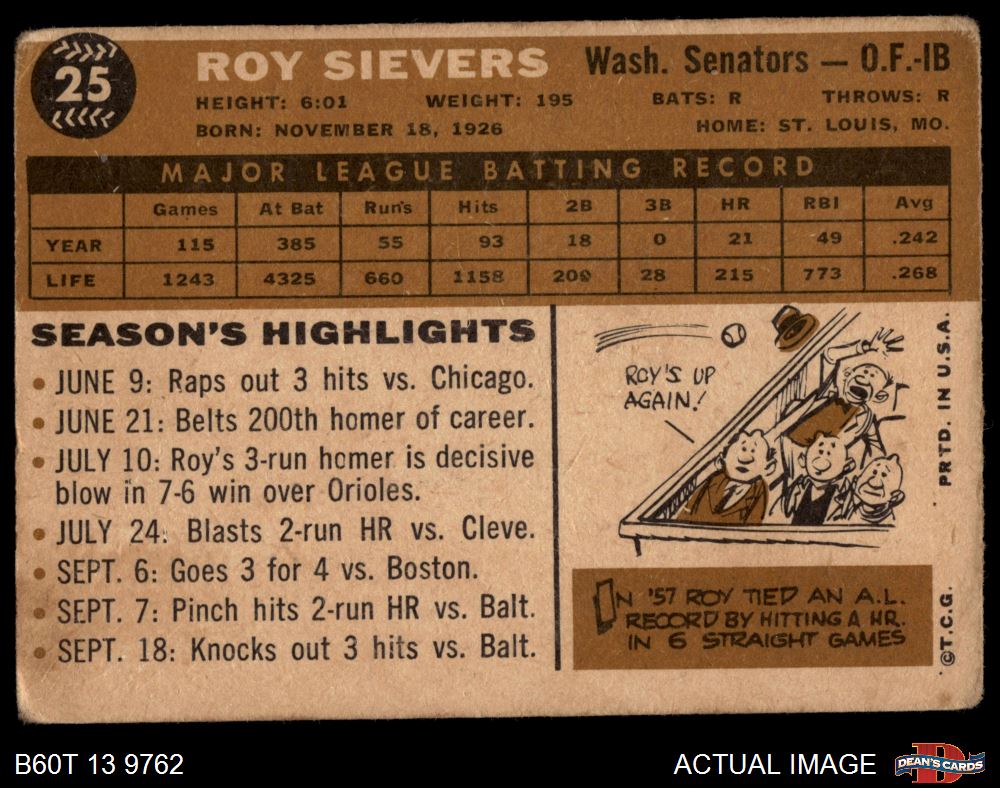 25
ROY SIEVERS Wash. Senators — O.F.-1B
HEIGHT: 6:01 WEIGHT: 195 BATS: R THROWS: R
BORN: NOVEMBER 18, 1926 HOME: ST. LOUIS, MO.
MAJOR LEAGUE BATTING RECORD
Games At Bat Runs Hits 2B 3B HR RBI Avg
YEAR 115 385 55 93 18 0 21 49 .242
LIFE 1243 4325 660 1158 209 28 215 773 .268
SEASON'S HIGHLIGHTS
• JUNE 9: Raps out 3 hits vs. Chicago.
• JUNE 21: Belts 200th homer of career.
• JULY 10: Roy's 3-run homer is decisive
blow in 7-6 win over Orioles.
• JULY 24: Blasts 2-run HR vs. Cleve.
• SEPT. 6: Goes 3 for 4 vs. Boston.
• SEPT. 7: Pinch hits 2-run HR vs. Balt.
• SEPT. 18: Knocks out 3 hits vs. Balt.
ROY'S UP
AGAIN!
IN '57 ROY TIED AN A.L.
RECORD BY HITTING A HR.
IN 6 STRAIGHT GAMES
PRTD. IN U.S.A.
©T.C.G.
B60T 13 9762 ACTUAL IMAGE
D
DEAN'S CARDS